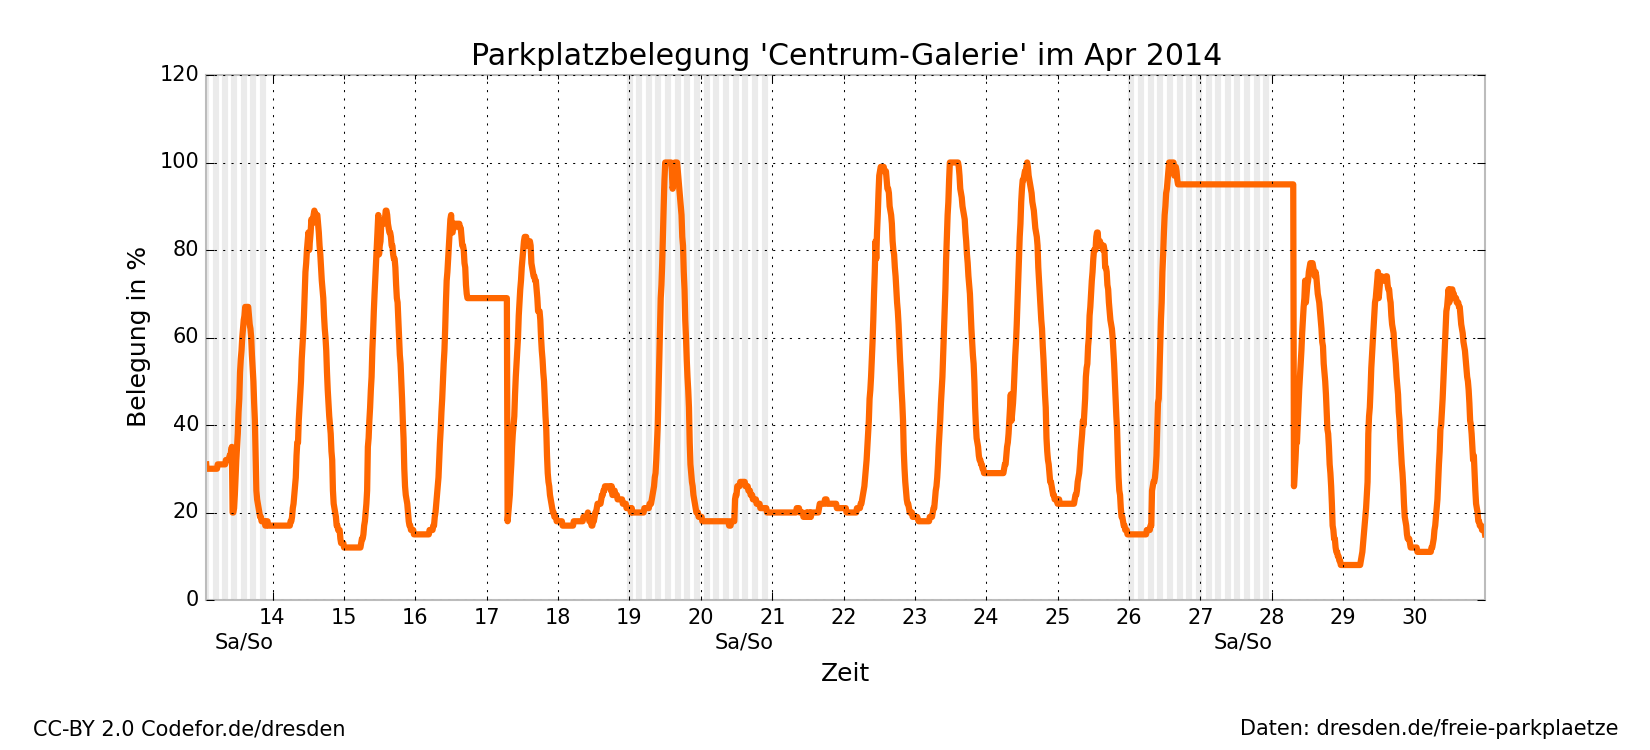 Parkplatzbelegung 'Centrum-Galerie' im Apr 2014
120
100
80
60
40
20
0
Belegung in %
14 15 16 17 18 19 20 21 22 23 24 25 26 27 28 29 30
Sa/So Sa/So Sa/So
Zeit
CC-BY 2.0 Codefor.de/dresden
Daten: dresden.de/freie-parkplaetze